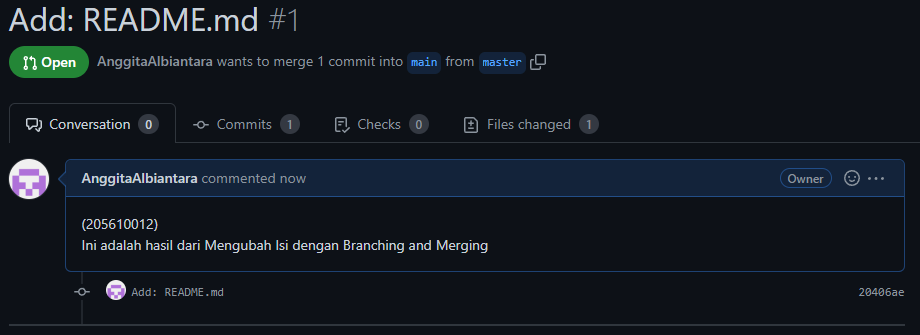 Add: README.md #1
Open AnggitaAlbiantara wants to merge 1 commit into main from master
Conversation 0 Commits 1 Checks 0 Files changed 1
AnggitaAlbiantara commented now Owner
(205610012)
Ini adalah hasil dari Mengubah Isi dengan Branching and Merging
Add: README.md 20406ae